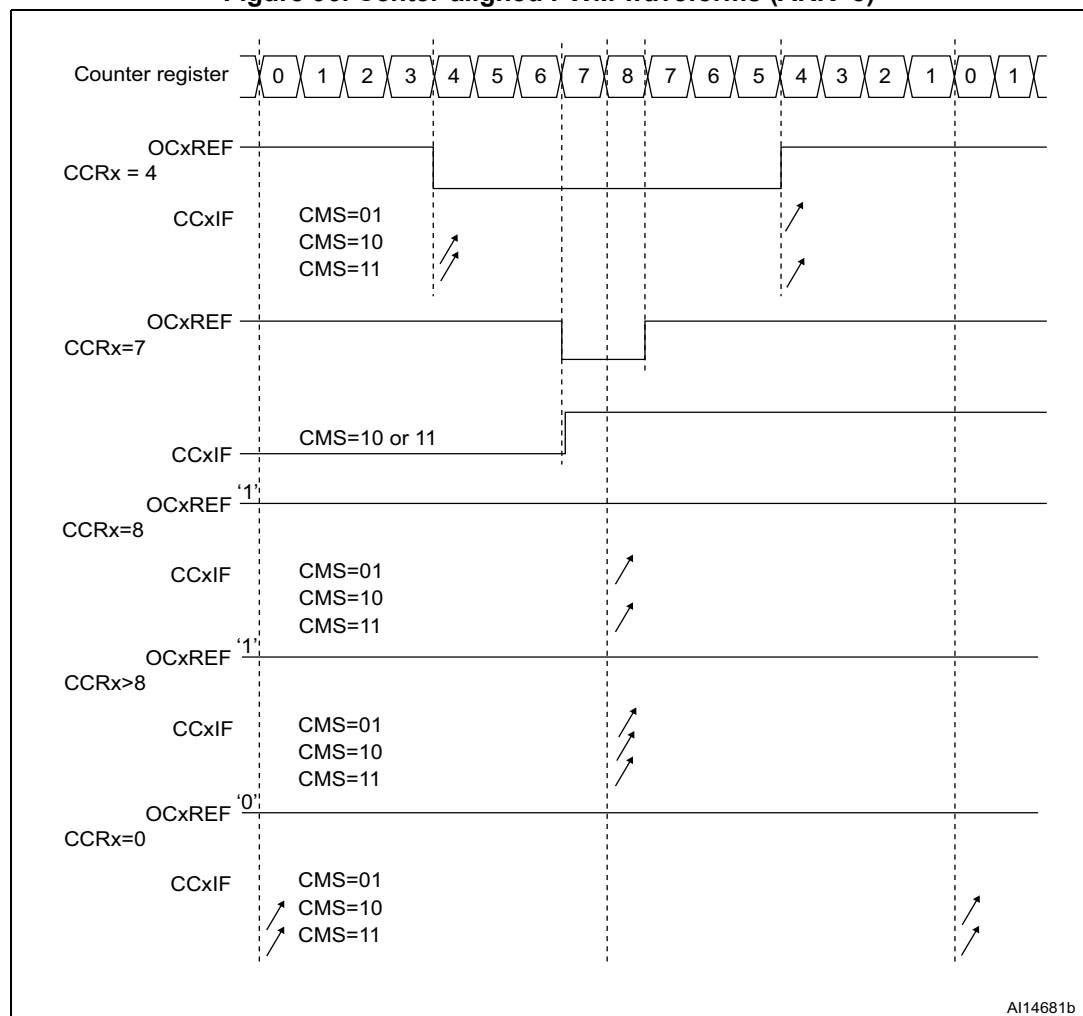 Counter register 0 1 2 3 4 5 6 7 8 7 6 5 4 3 2 1 0 1
OCxREF
CCRx = 4
CCxIF
CMS=01
CMS=10
CMS=11
OCxREF
CCRx=7
CMS=10 or 11
CCxIF
OCxREF '1'
CCRx=8
CCxIF
CMS=01
CMS=10
CMS=11
OCxREF '1'
CCRx>8
CCxIF
CMS=01
CMS=10
CMS=11
OCxREF '0'
CCRx=0
CCxIF
CMS=01
CMS=10
CMS=11
AI14681b